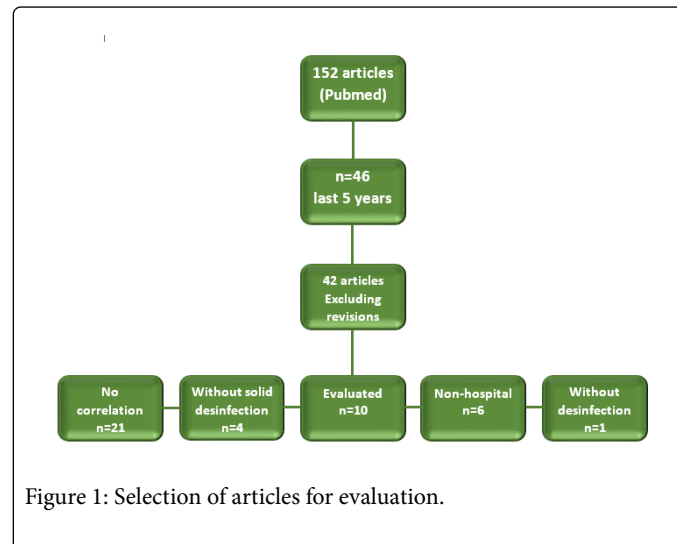 152 articles
(Pubmed)
n=46
last 5 years
42 articles
Excluding
revisions
No
correlation
n=21
Without solid
desinfection
n=4
Evaluated
n=10
Non-hospital
n=6
Without
desinfection
n=1
Figure 1: Selection of articles for evaluation.